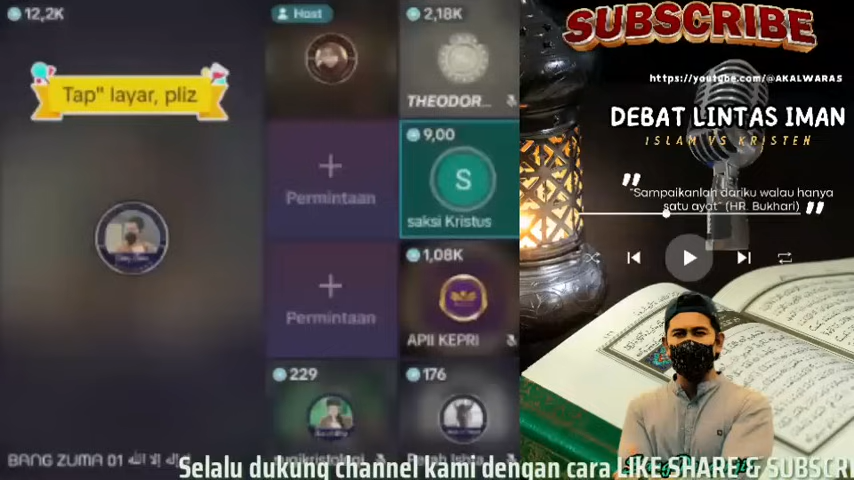 12,2K
Tap" layar, pliz
BANG ZUMA 01
Host
2,18K
THEODOR...
Permintaan
9,00
S
saksi Kristus
Permintaan
1,08K
APII KEPRI
229
176
SUBSCRIBE
https://youtube.com/@AKALWARAS
DEBAT LINTAS IMAN
ISLAM VS KRISTEN
"Sampaikanlah dariku walau hanya
satu ayat" (HR. Bukhari)
Selalu dukung channel kami dengan cara LIKE SHARE & SUBSCRI